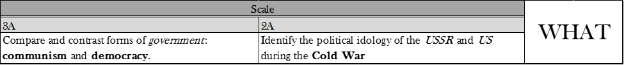 Scale
3A 2A
Compare and contrast forms of government: Identify the political idology of the USSR and US
communism and democracy. during the Cold War
WHAT